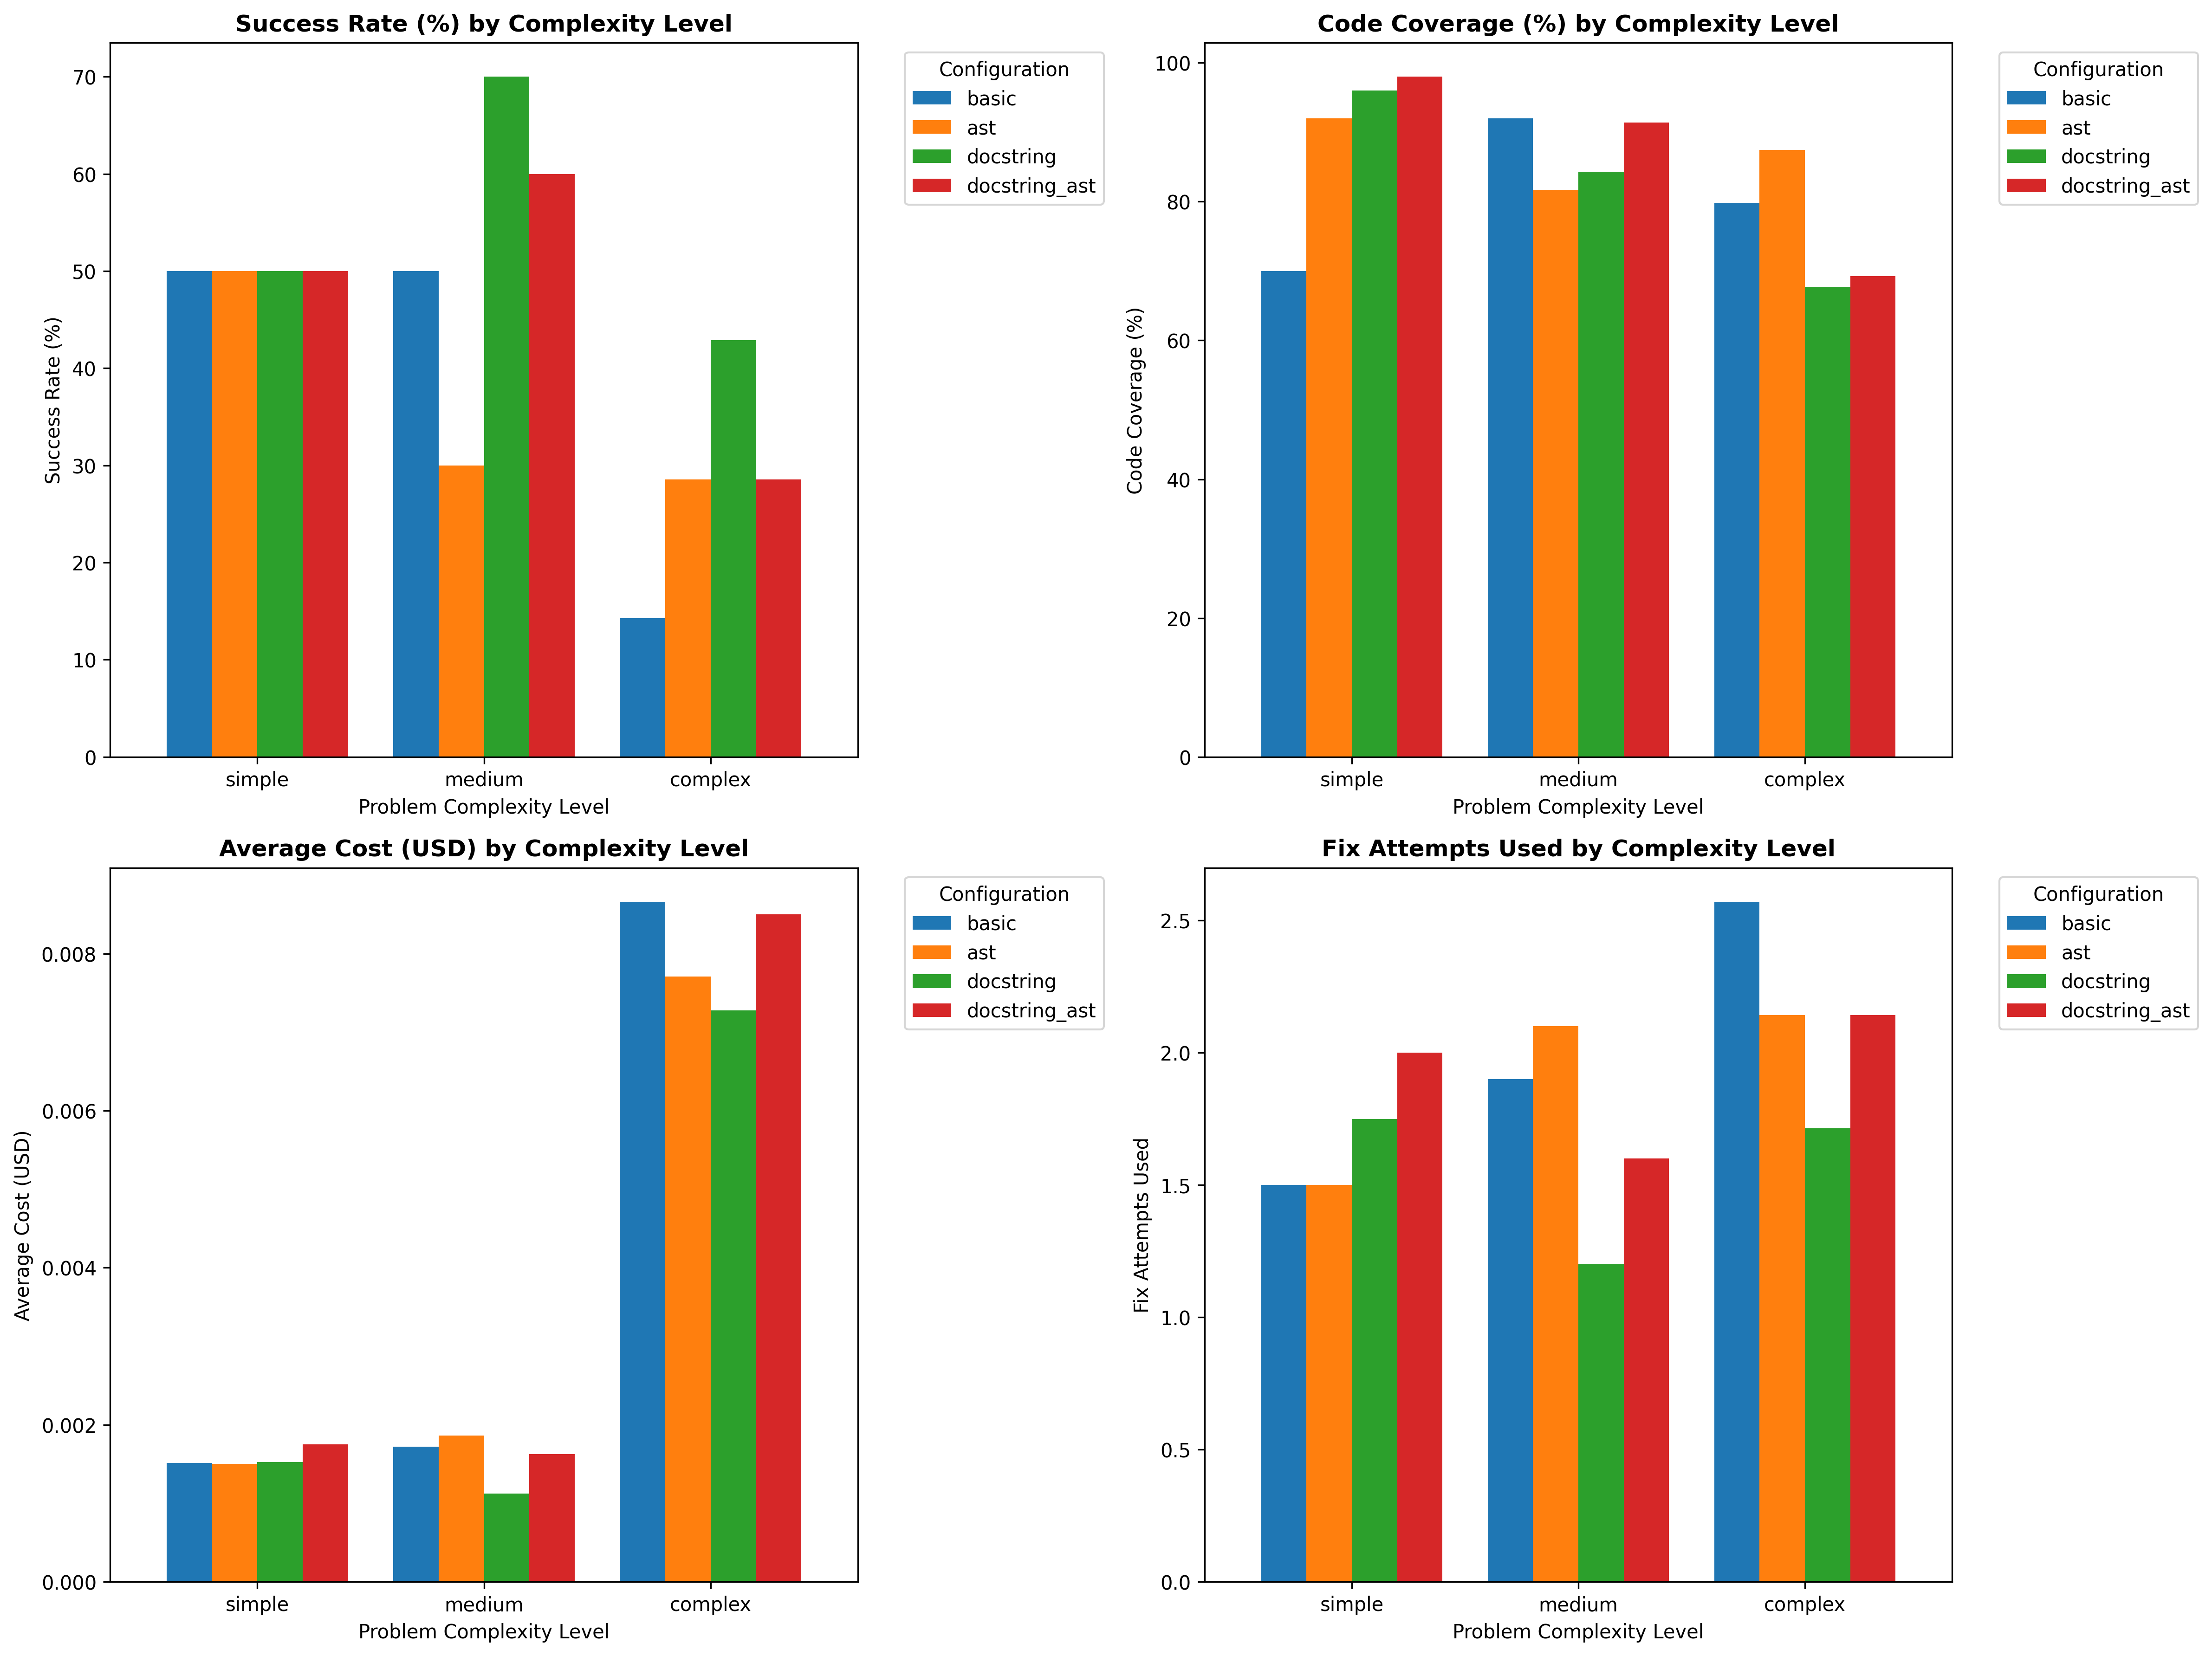 Success Rate (%) by Complexity Level
Success Rate (%)
70
60
50
40
30
20
10
0
simple
medium
complex
Problem Complexity Level
Configuration
basic
ast
docstring
docstring_ast
Code Coverage (%) by Complexity Level
Code Coverage (%)
100
80
60
40
20
0
simple
medium
complex
Problem Complexity Level
Configuration
basic
ast
docstring
docstring_ast
Average Cost (USD) by Complexity Level
Average Cost (USD)
0.008
0.006
0.004
0.002
0.000
simple
medium
complex
Problem Complexity Level
Configuration
basic
ast
docstring
docstring_ast
Fix Attempts Used by Complexity Level
Fix Attempts Used
2.5
2.0
1.5
1.0
0.5
0.0
simple
medium
complex
Problem Complexity Level
Configuration
basic
ast
docstring
docstring_ast